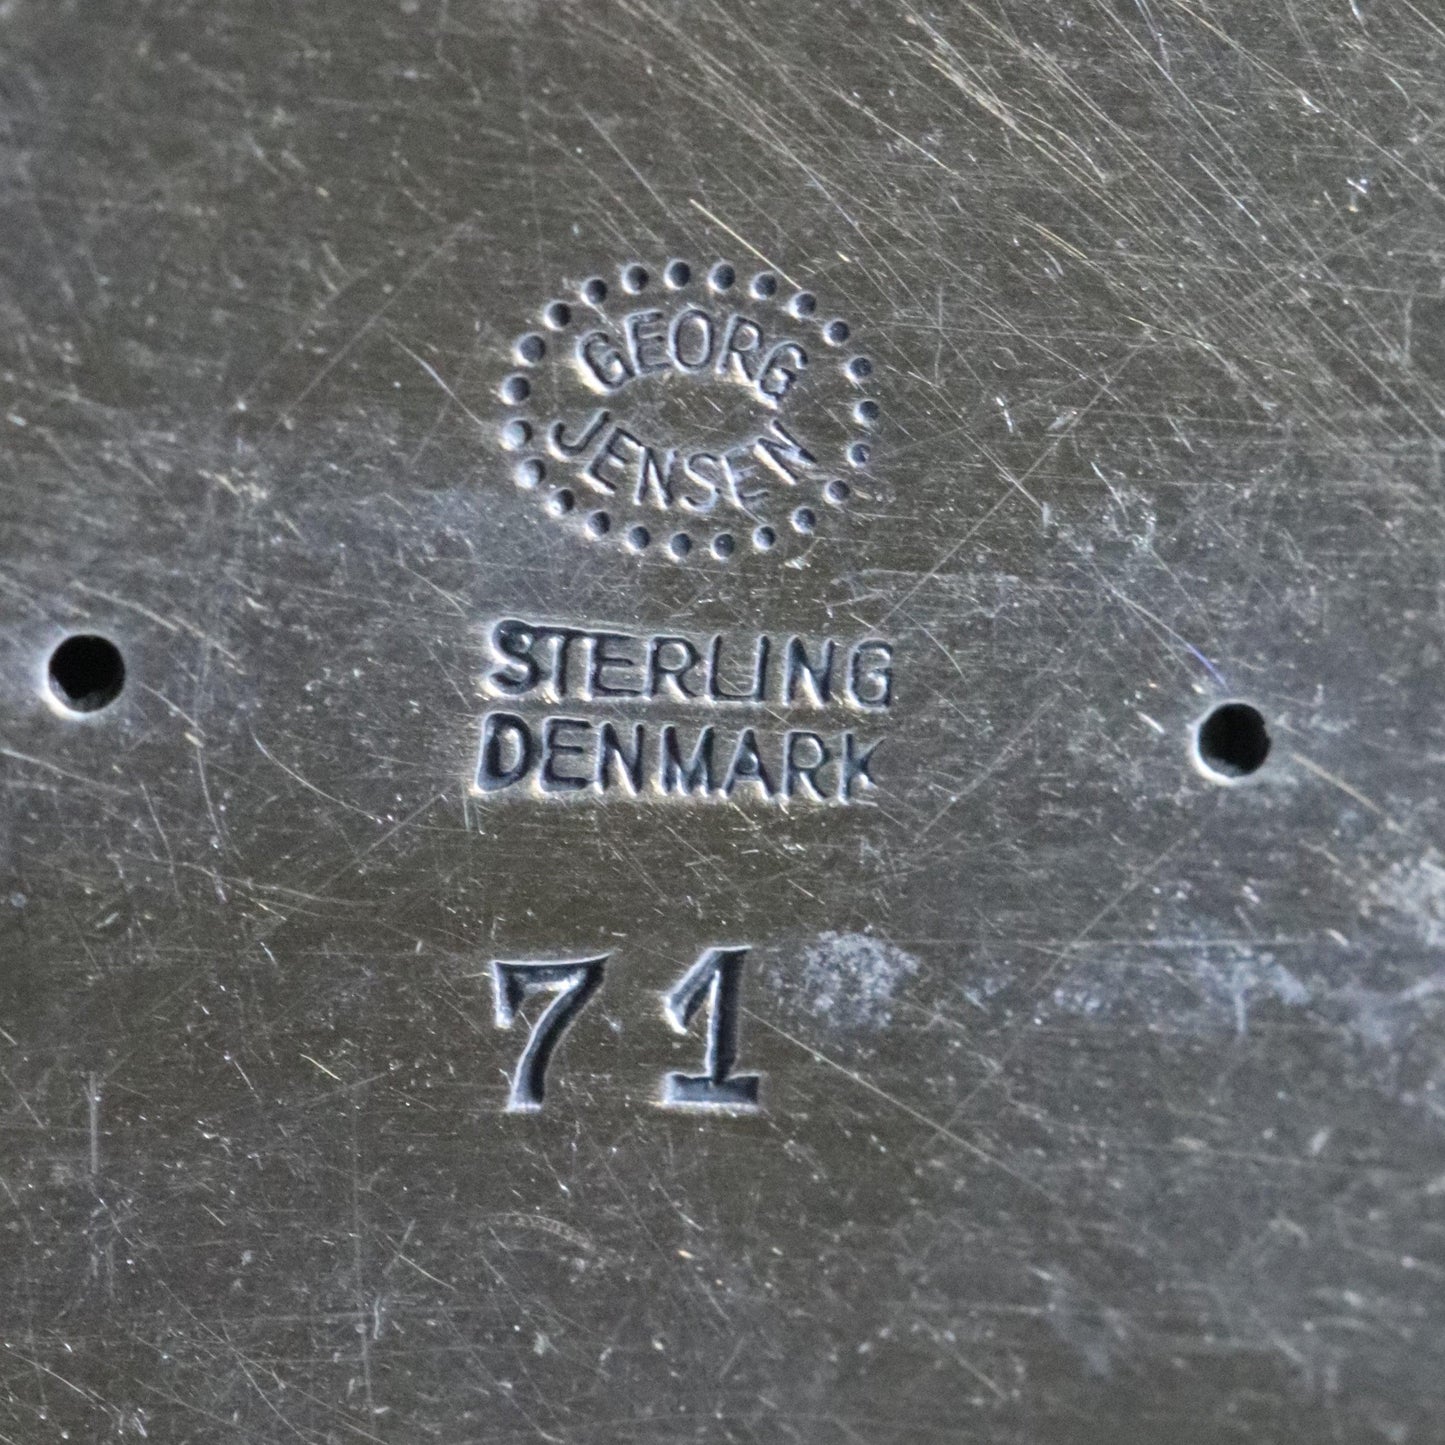 GEORG
JENSEN
STERLING
DENMARK
71